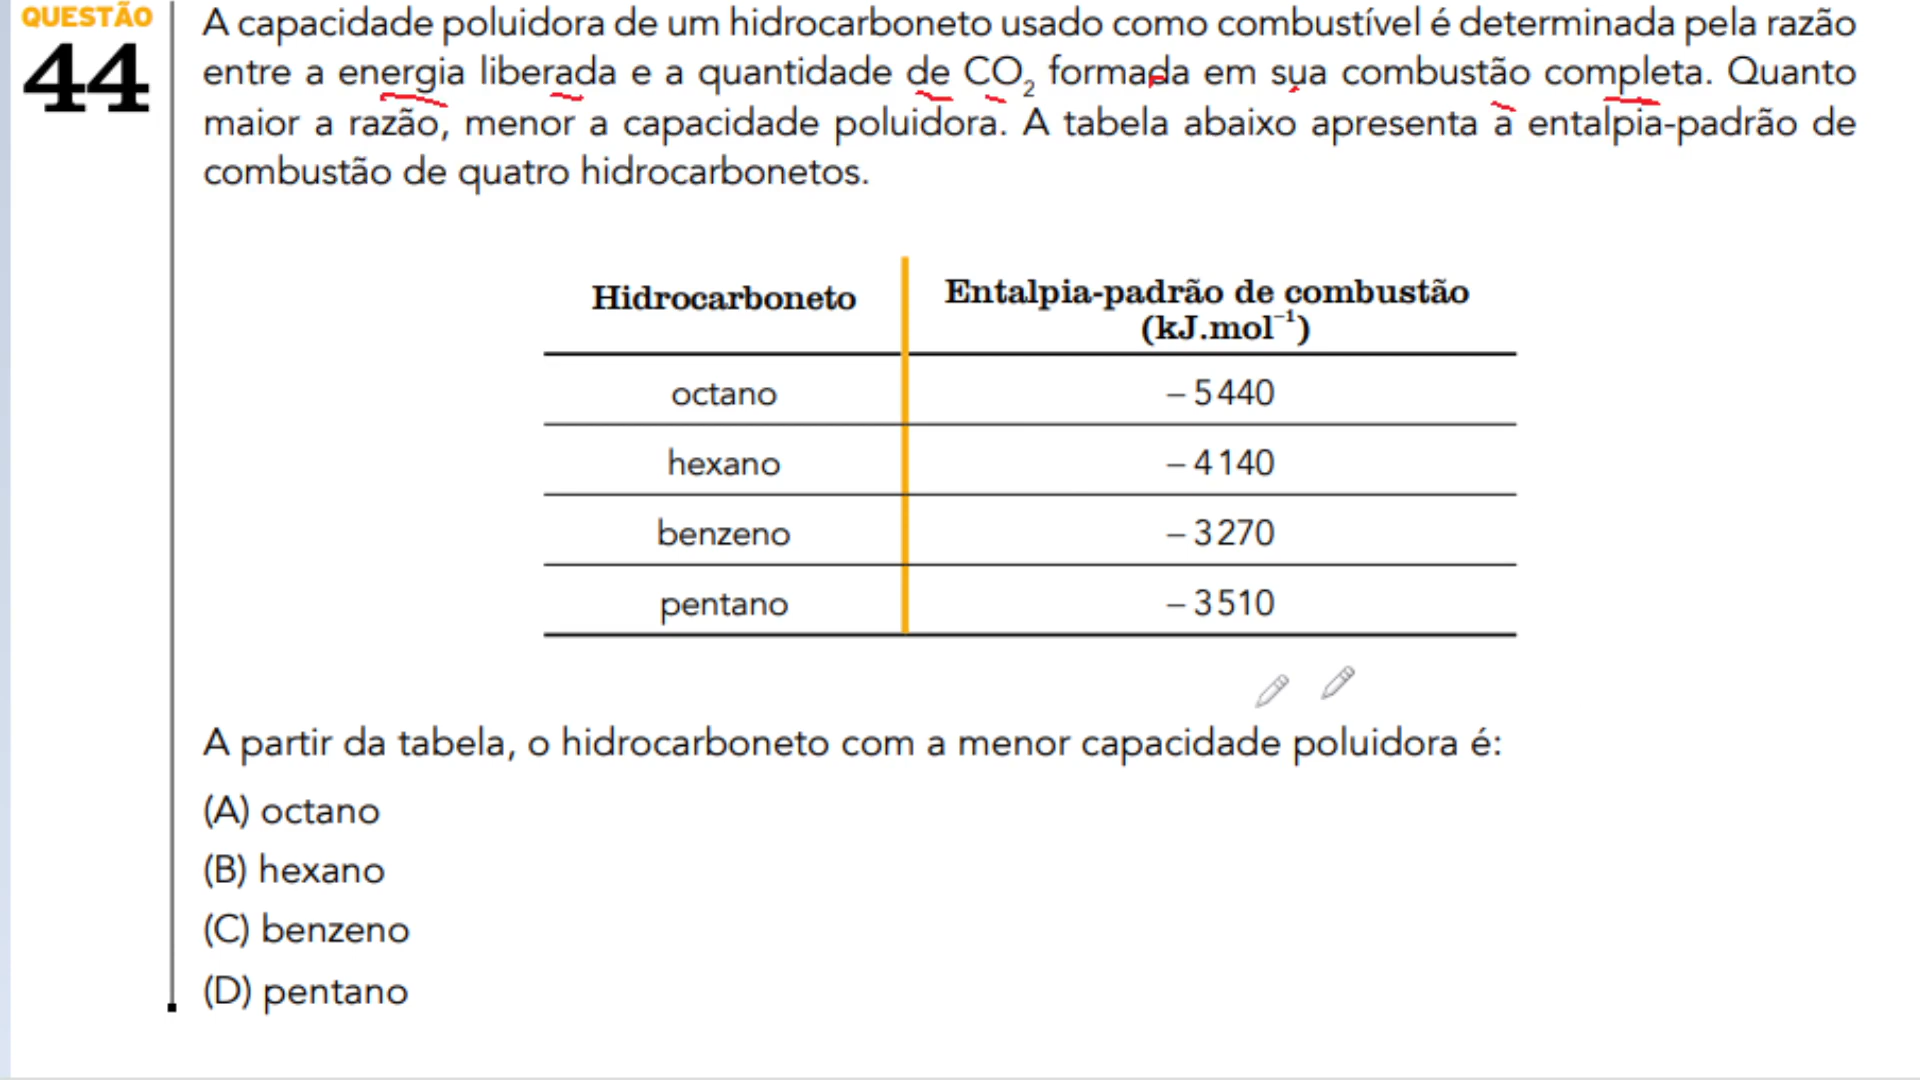 QUESTÃO
44
A capacidade poluidora de um hidrocarboneto usado como combustível é determinada pela razão
entre a energia liberada e a quantidade de CO₂ formada em sua combustão completa. Quanto
maior a razão, menor a capacidade poluidora. A tabela abaixo apresenta a entalpia-padrão de
combustão de quatro hidrocarbonetos.
Hidrocarboneto
Entalpia-padrão de combustão
(kJ.mol⁻¹)
octano – 5 440
hexano – 4 140
benzeno – 3 270
pentano – 3 510
A partir da tabela, o hidrocarboneto com a menor capacidade poluidora é:
(A) octano
(B) hexano
(C) benzeno
(D) pentano